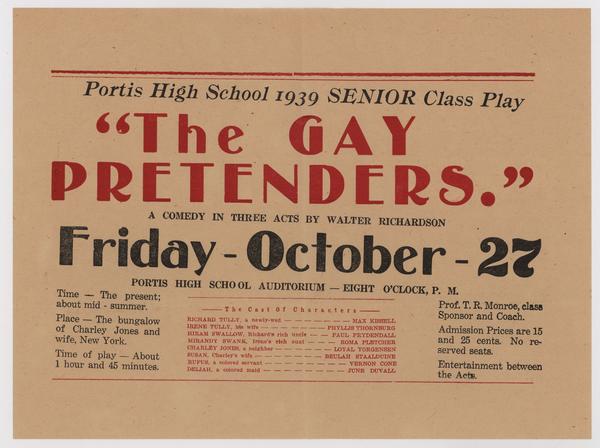 Portis High School 1939 SENIOR Class Play
"The GAY
PRETENDERS."
A COMEDY IN THREE ACTS BY WALTER RICHARDSON
Friday - October - 27
PORTIS HIGH SCHOOL AUDITORIUM — EIGHT O'CLOCK, P. M.
Time — The present;
about mid - summer.
Place — The bungalow
of Charley Jones and
wife, New York.
Time of play — About
1 hour and 45 minutes.
The Cast Of Characters
RICHARD TULLY, a newly-wed — MAX KISSELL
IRENE TULLY, his wife — PHYLLIS THORNBURG
HIRAM SWALLOW, Richard's rich uncle — PAUL FRYDENDALL
MIRANDY SWANK, Irene's rich aunt — ROMA PLETCHER
CHARLEY JONES, a neighbor — LOYAL YORGENSEN
SUSAN, Charley's wife — BEULAH STAALDUINE
RUFUS, a colored servant — VERNON CONE
DELIAH, a colored maid — JUNE DUVALL
Prof. T. R. Monroe, class
Sponsor and Coach.
Admission Prices are 15
and 25 cents. No re-
served seats.
Entertainment between
the Acts.